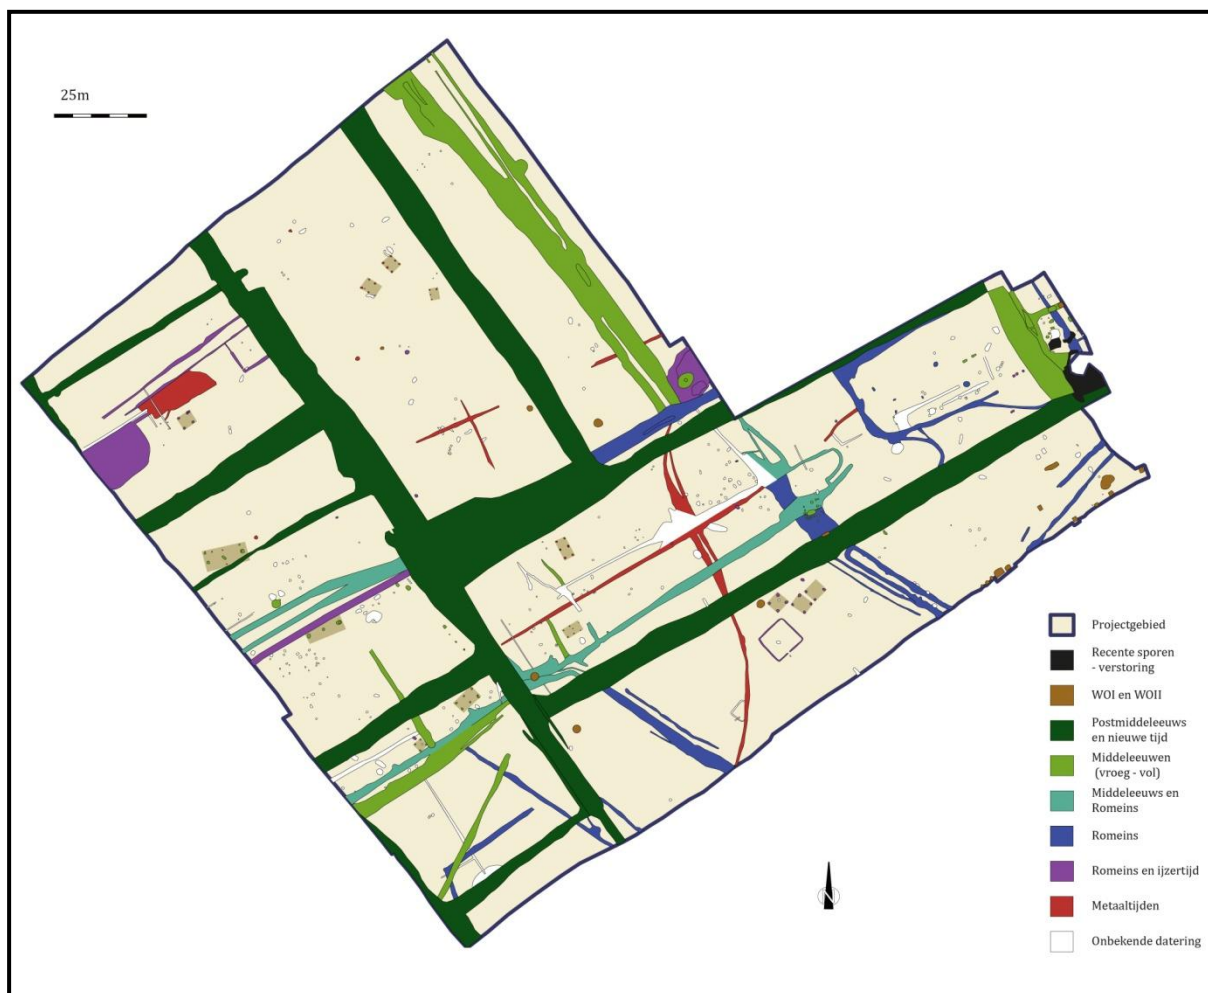 25m
Projectgebied
Recente sporen
- verstoring
WOI en WOII
Postmiddeleeuws
en nieuwe tijd
Middeleeuwen
(vroeg - vol)
Middeleeuws en
Romeins
Romeins
Romeins en ijzertijd
Metaaltijden
Onbekende datering
N